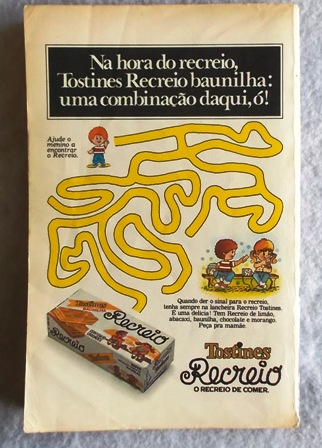 Na hora do recreio,
Tostines Recreio baunilha:
uma combinação daqui, ó!
Ajude o
menino a
encontrar
o Recreio.
Quando der o sinal para o recreio,
tenha sempre na lancheira Recreio Tostines.
É uma delícia! Tem Recreio de limão,
abacaxi, baunilha, chocolate e morango.
Peça pra mamãe.
Tostines
Recreio
Tostines
Recreio
O RECREIO DE COMER.